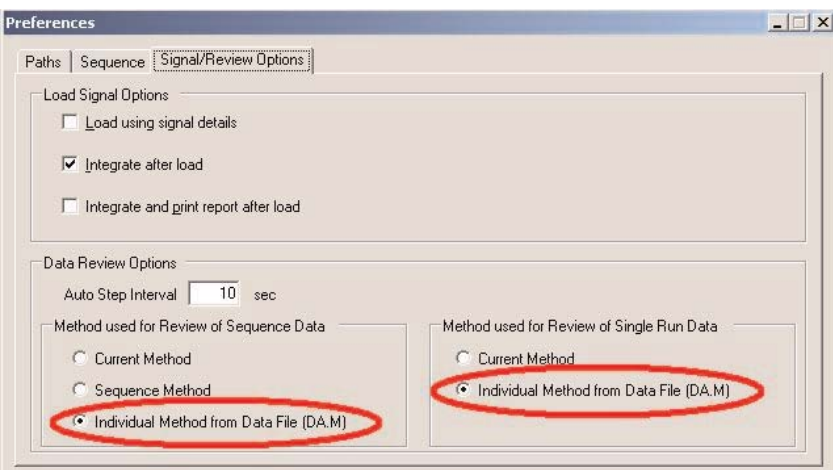 Preferences
Paths Sequence Signal/Review Options
Load Signal Options
Load using signal details
Integrate after load
Integrate and print report after load
Data Review Options
Auto Step Interval 10 sec
Method used for Review of Sequence Data
Current Method
Sequence Method
Individual Method from Data File (DA.M)
Method used for Review of Single Run Data
Current Method
Individual Method from Data File (DA.M)